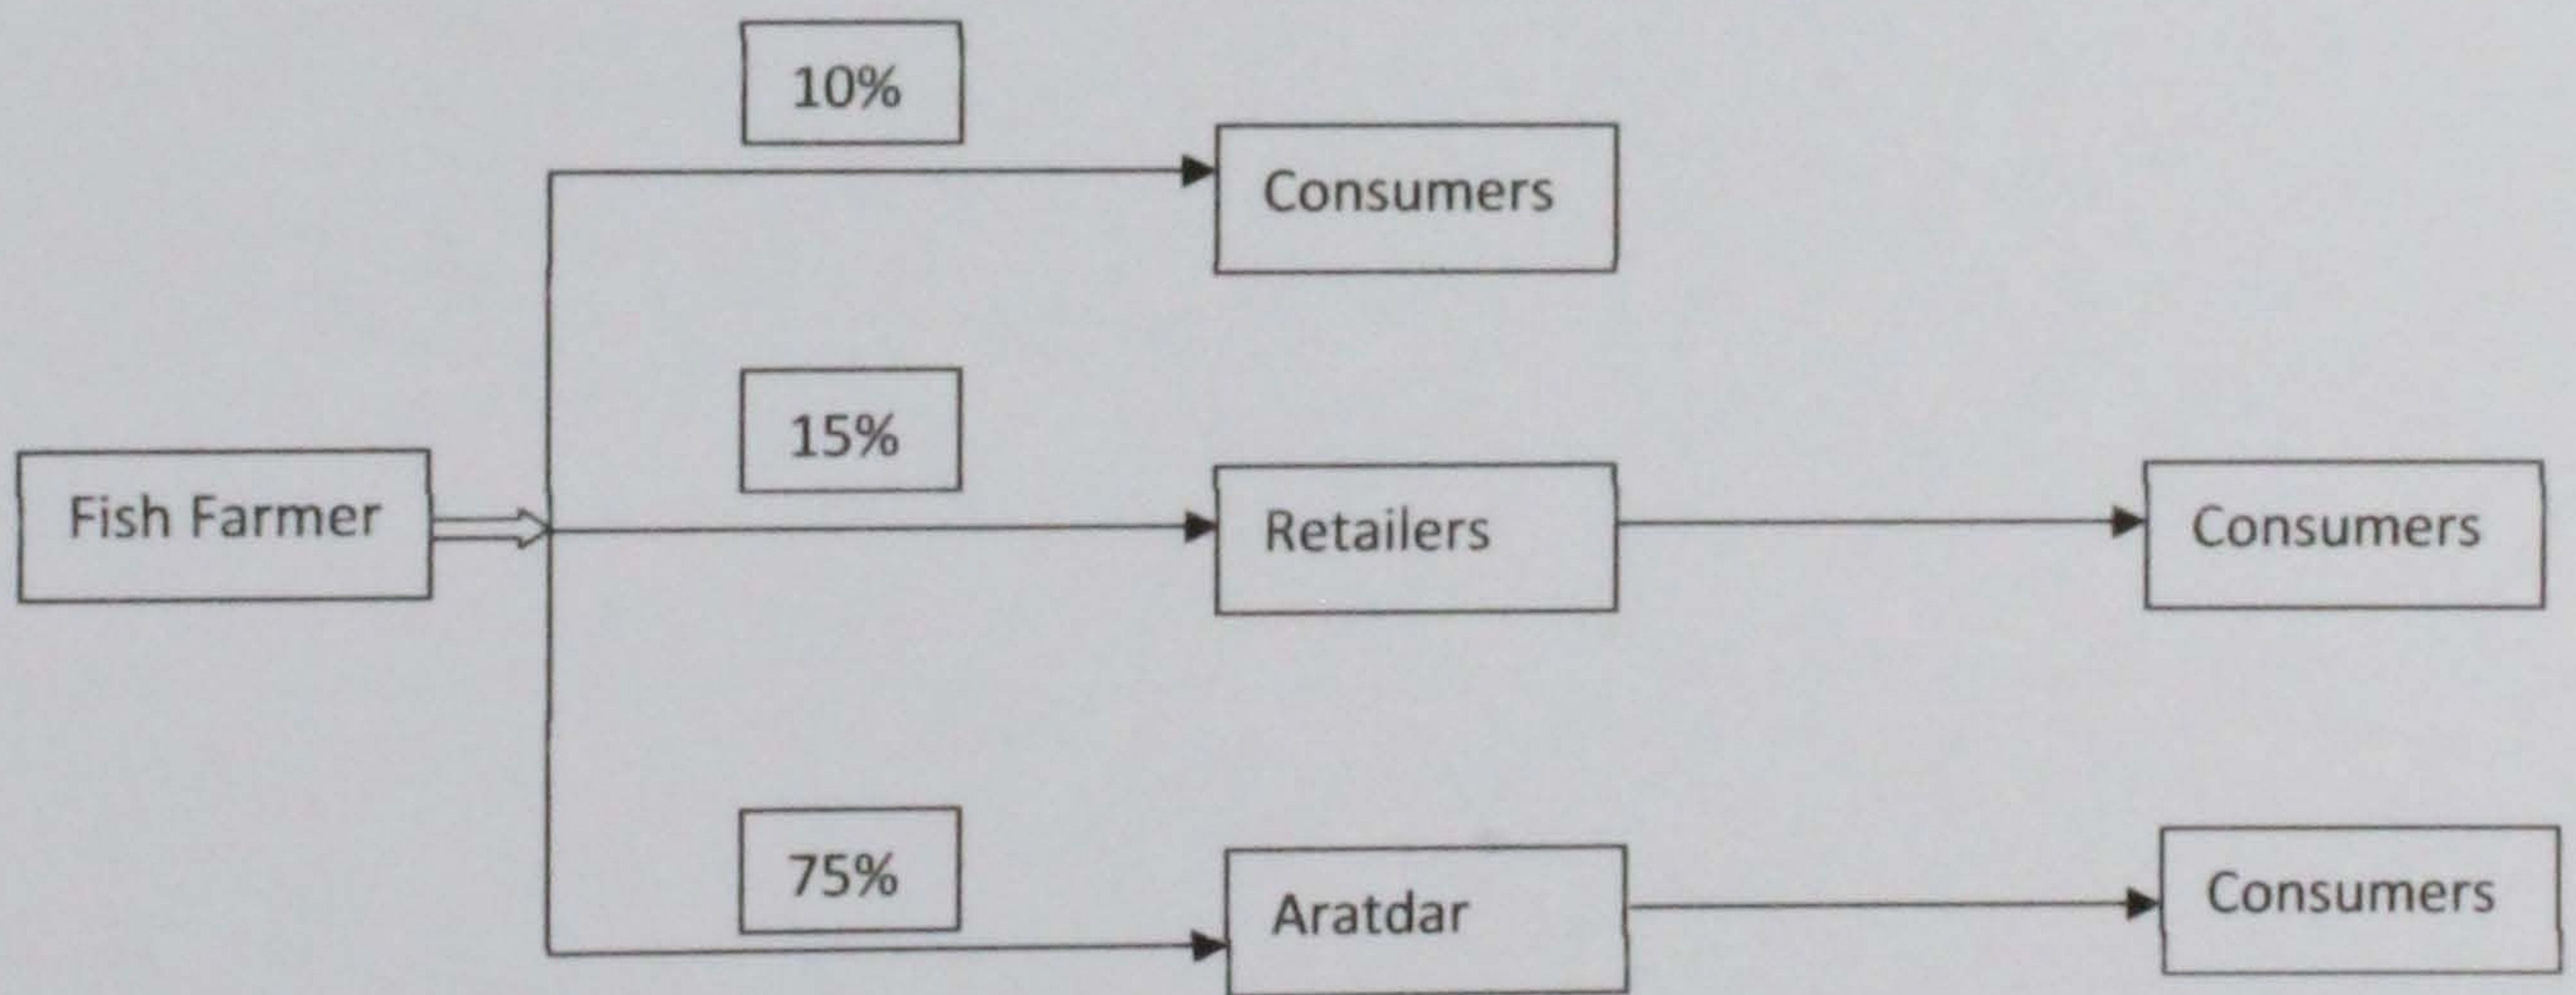 10%
Consumers
15%
Fish Farmer
Retailers
Consumers
75%
Aratdar
Consumers